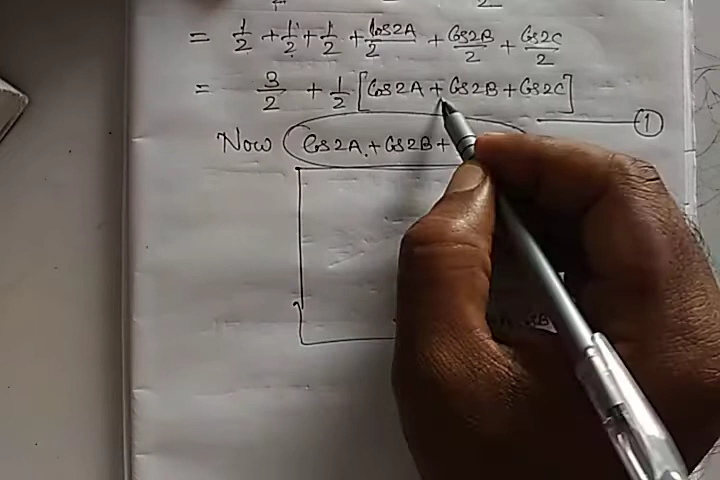 = 1/2 + 1/2 + 1/2 + Cos2A/2 + Cos2B/2 + Cos2C/2
= 3/2 + 1/2 [Cos2A + Cos2B + Cos2C]
①
Now Cos2A + Cos2B +